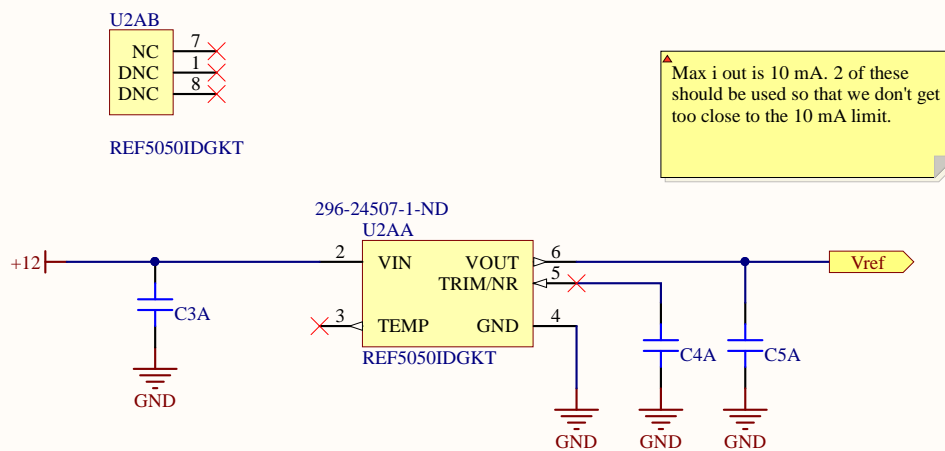 U2AB
NC 7
DNC 1
DNC 8
REF5050IDGKT
Max i out is 10 mA. 2 of these
should be used so that we don't get
too close to the 10 mA limit.
296-24507-1-ND
U2AA
+12
2 VIN
VOUT 6
TRIM/NR 5
3 TEMP
GND 4
REF5050IDGKT
Vref
C3A
C4A
C5A
GND
GND
GND
GND